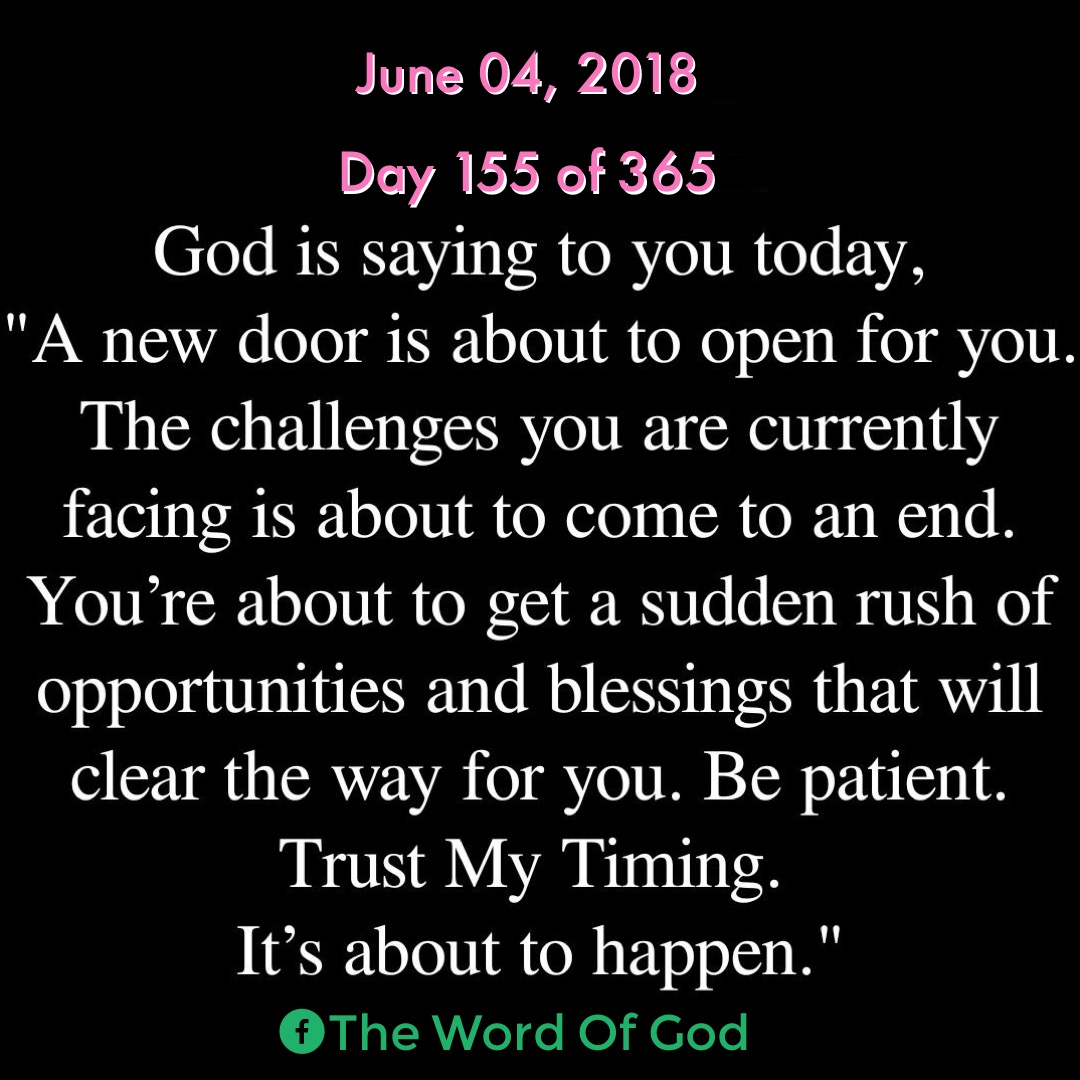 June 04, 2018
Day 155 of 365
God is saying to you today,
"A new door is about to open for you.
The challenges you are currently
facing is about to come to an end.
You’re about to get a sudden rush of
opportunities and blessings that will
clear the way for you. Be patient.
Trust My Timing.
It’s about to happen."
The Word Of God